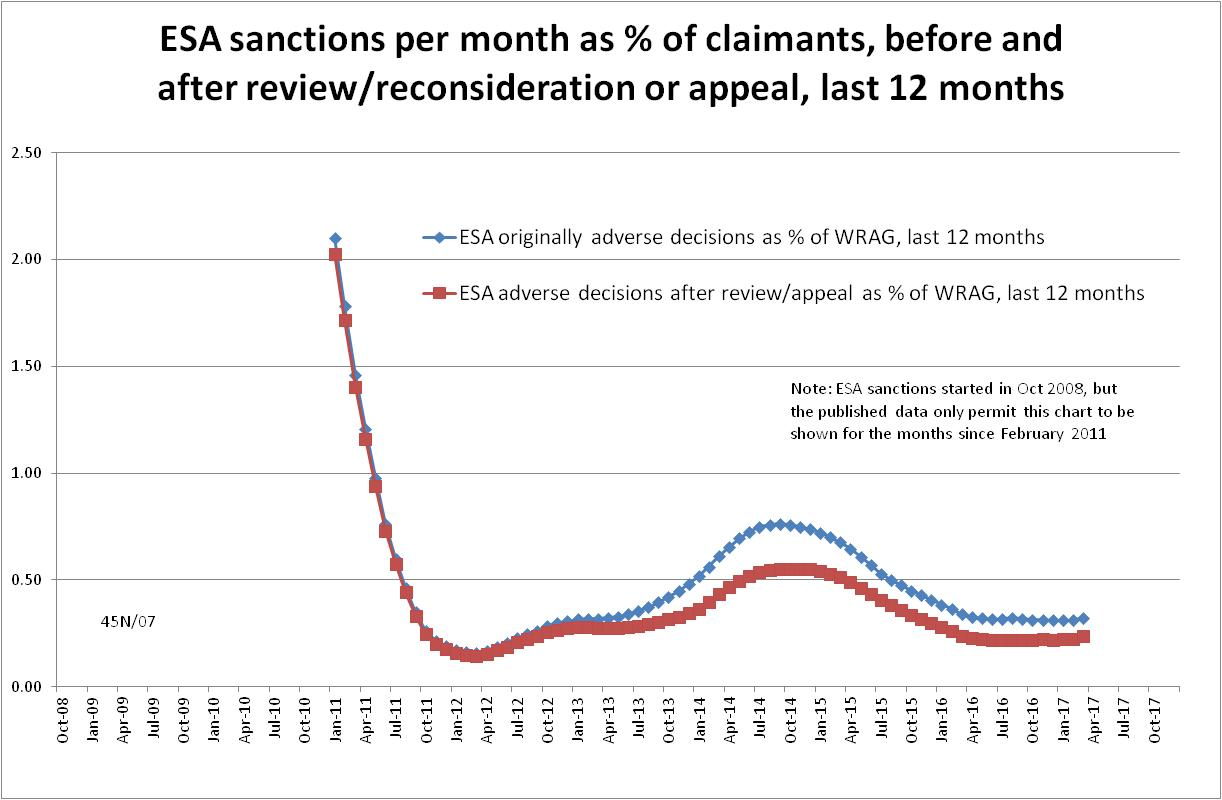 ESA sanctions per month as % of claimants, before and
after review/reconsideration or appeal, last 12 months
2.50
2.00
1.50
1.00
0.50
0.00
ESA originally adverse decisions as % of WRAG, last 12 months
ESA adverse decisions after review/appeal as % of WRAG, last 12 months
Note: ESA sanctions started in Oct 2008, but
the published data only permit this chart to be
shown for the months since February 2011
45N/07
Oct-08
Jan-09
Apr-09
Jul-09
Oct-09
Jan-10
Apr-10
Jul-10
Oct-10
Jan-11
Apr-11
Jul-11
Oct-11
Jan-12
Apr-12
Jul-12
Oct-12
Jan-13
Apr-13
Jul-13
Oct-13
Jan-14
Apr-14
Jul-14
Oct-14
Jan-15
Apr-15
Jul-15
Oct-15
Jan-16
Apr-16
Jul-16
Oct-16
Jan-17
Apr-17
Jul-17
Oct-17